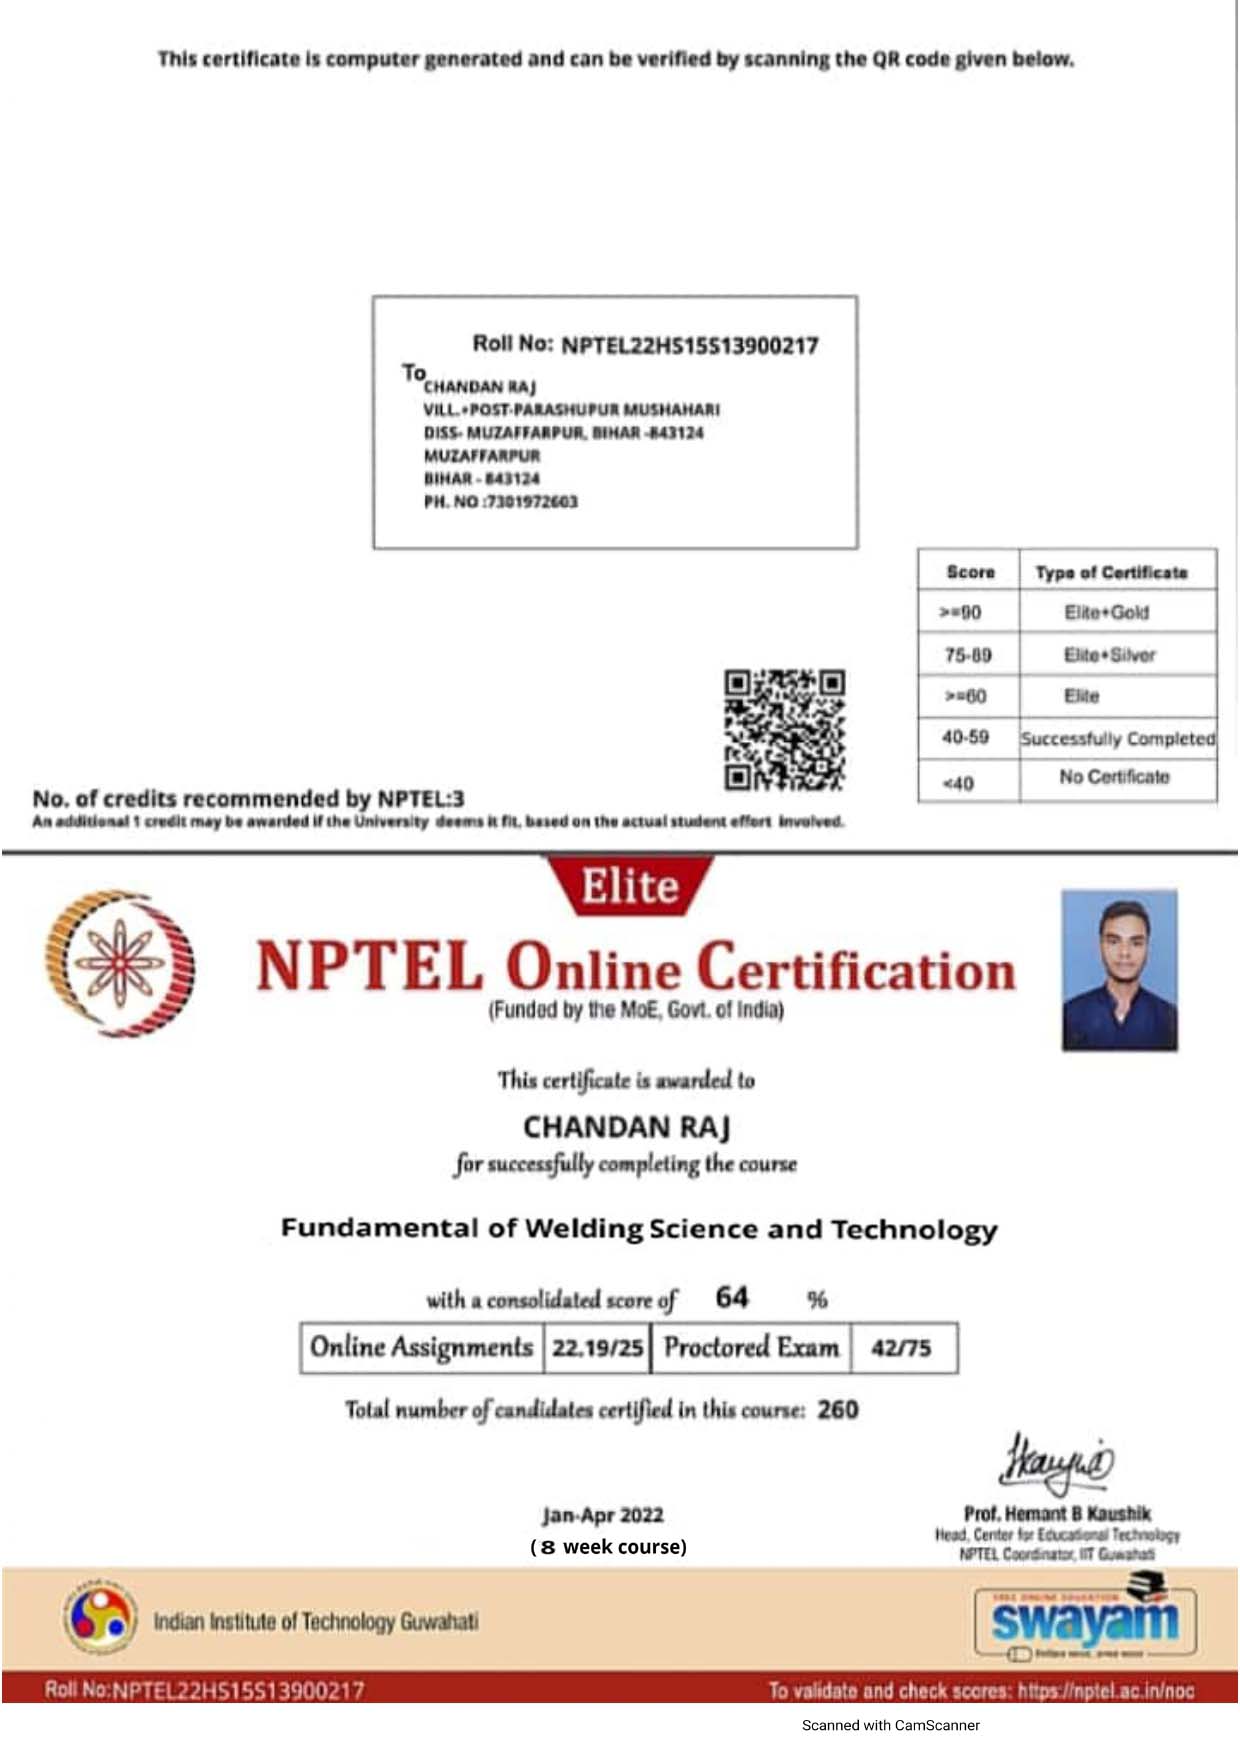 This certificate is computer generated and can be verified by scanning the QR code given below.
Roll No: NPTEL22HS15S13900217
To
CHANDAN RAJ
VILL.+POST-PARASHUPUR MUSHAHARI
DISS- MUZAFFARPUR, BIHAR -843124
MUZAFFARPUR
BIHAR - 843124
PH. NO :7301972603
Score Type of Certificate
>=90 Elite+Gold
75-89 Elite+Silver
>=60 Elite
40-59 Successfully Completed
<40 No Certificate
No. of credits recommended by NPTEL:3
An additional 1 credit may be awarded if the University deems it fit, based on the actual student effort involved.
Elite
NPTEL Online Certification
(Funded by the MoE, Govt. of India)
This certificate is awarded to
CHANDAN RAJ
for successfully completing the course
Fundamental of Welding Science and Technology
with a consolidated score of 64 %
Online Assignments 22.19/25 Proctored Exam 42/75
Total number of candidates certified in this course: 260
Jan-Apr 2022
( 8 week course)
Prof. Hemant B Kaushik
Head, Center for Educational Technology
NPTEL Coordinator, IIT Guwahati
Indian Institute of Technology Guwahati
FREE ONLINE EDUCATION
swayam
Roll No:NPTEL22HS15S13900217
To validate and check scores: https://nptel.ac.in/noc
Scanned with CamScanner